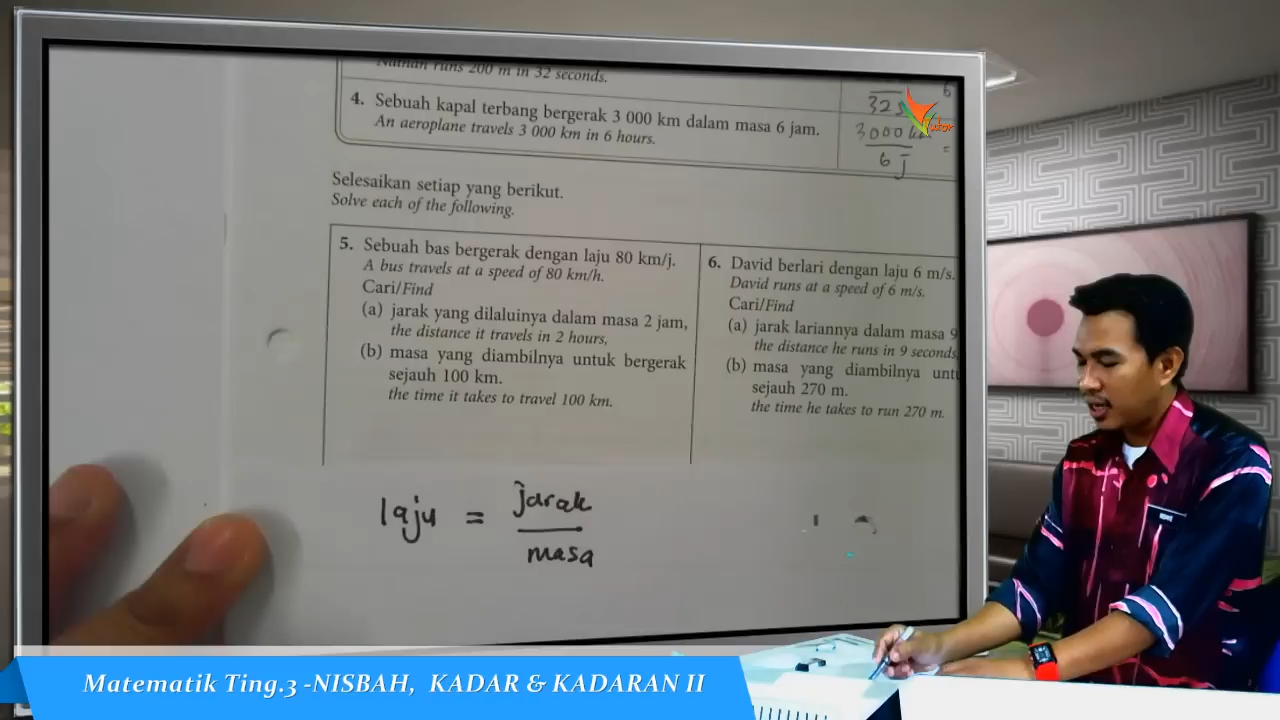 Nathan runs 200 m in 32 seconds.
4. Sebuah kapal terbang bergerak 3 000 km dalam masa 6 jam.
An aeroplane travels 3 000 km in 6 hours.
6
32s
3000 km
6 j
=
Tutor
Selesaikan setiap yang berikut.
Solve each of the following.
5. Sebuah bas bergerak dengan laju 80 km/j.
A bus travels at a speed of 80 km/h.
Cari/Find
(a) jarak yang dilaluinya dalam masa 2 jam,
the distance it travels in 2 hours,
(b) masa yang diambilnya untuk bergerak
sejauh 100 km.
the time it takes to travel 100 km.
6. David berlari dengan laju 6 m/s.
David runs at a speed of 6 m/s.
Cari/Find
(a) jarak lariannya dalam masa 9
the distance he runs in 9 seconds,
(b) masa yang diambilnya untu
sejauh 270 m.
the time he takes to run 270 m.
laju = jarak
masa
Matematik Ting.3 -NISBAH, KADAR & KADARAN II